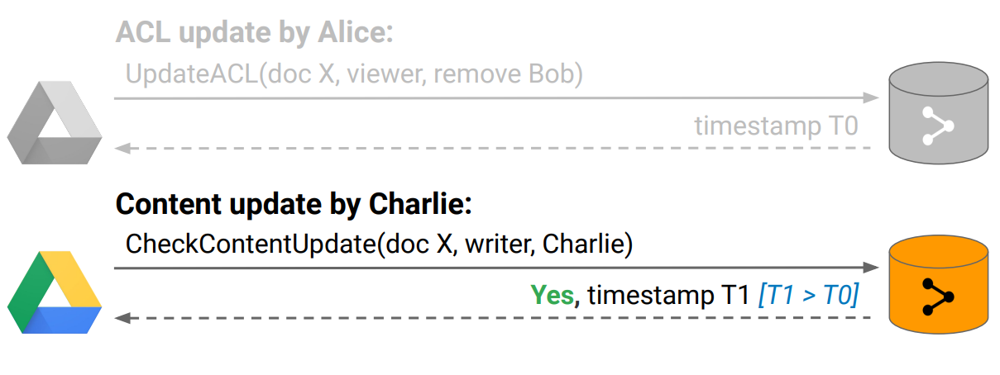 ACL update by Alice:
UpdateACL(doc X, viewer, remove Bob)
timestamp T0
Content update by Charlie:
CheckContentUpdate(doc X, writer, Charlie)
Yes, timestamp T1 [T1 > T0]